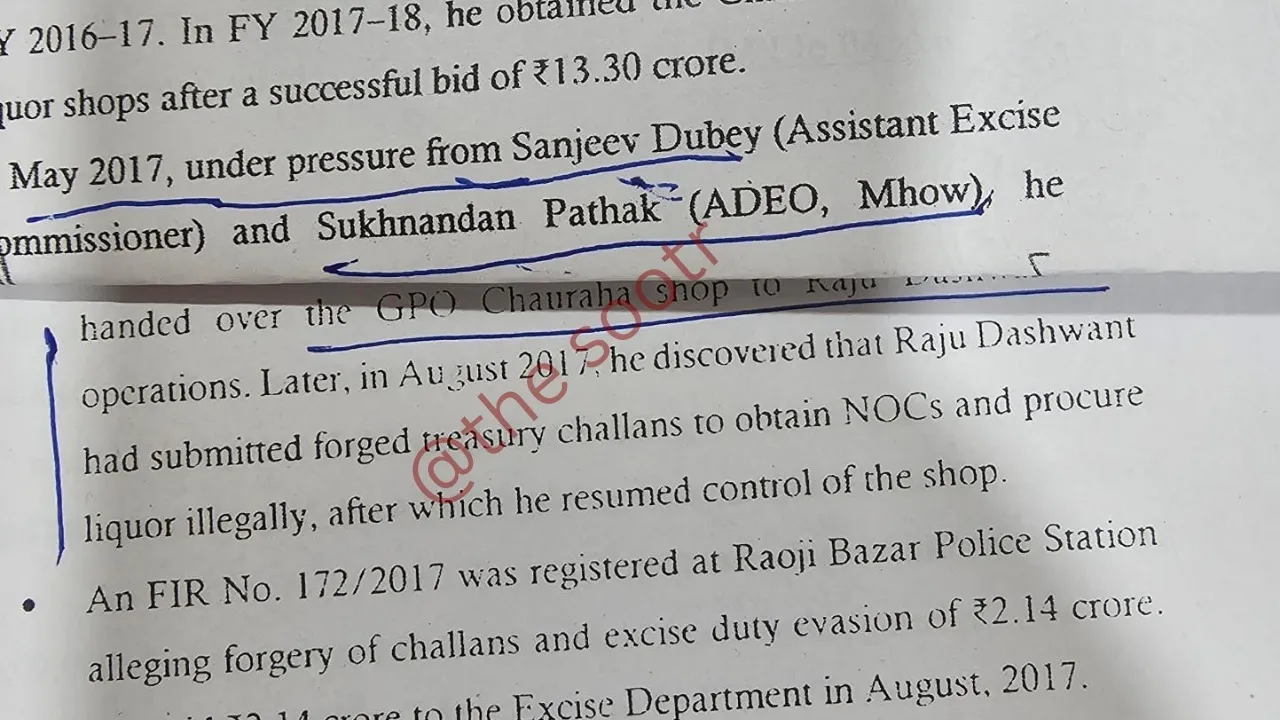 Y 2016–17. In FY 2017–18, he obtained the
quor shops after a successful bid of ₹13.30 crore.
May 2017, under pressure from Sanjeev Dubey (Assistant Excise
ommissioner) and Sukhnandan Pathak (ADEO, Mhow), he
handed over the GPO Chauraha shop to Raju
operations. Later, in August 2017, he discovered that Raju Dashwant
had submitted forged treasury challans to obtain NOCs and procure
liquor illegally, after which he resumed control of the shop.
• An FIR No. 172/2017 was registered at Raoji Bazar Police Station
alleging forgery of challans and excise duty evasion of ₹2.14 crore.
crore to the Excise Department in August, 2017.
@the sootr